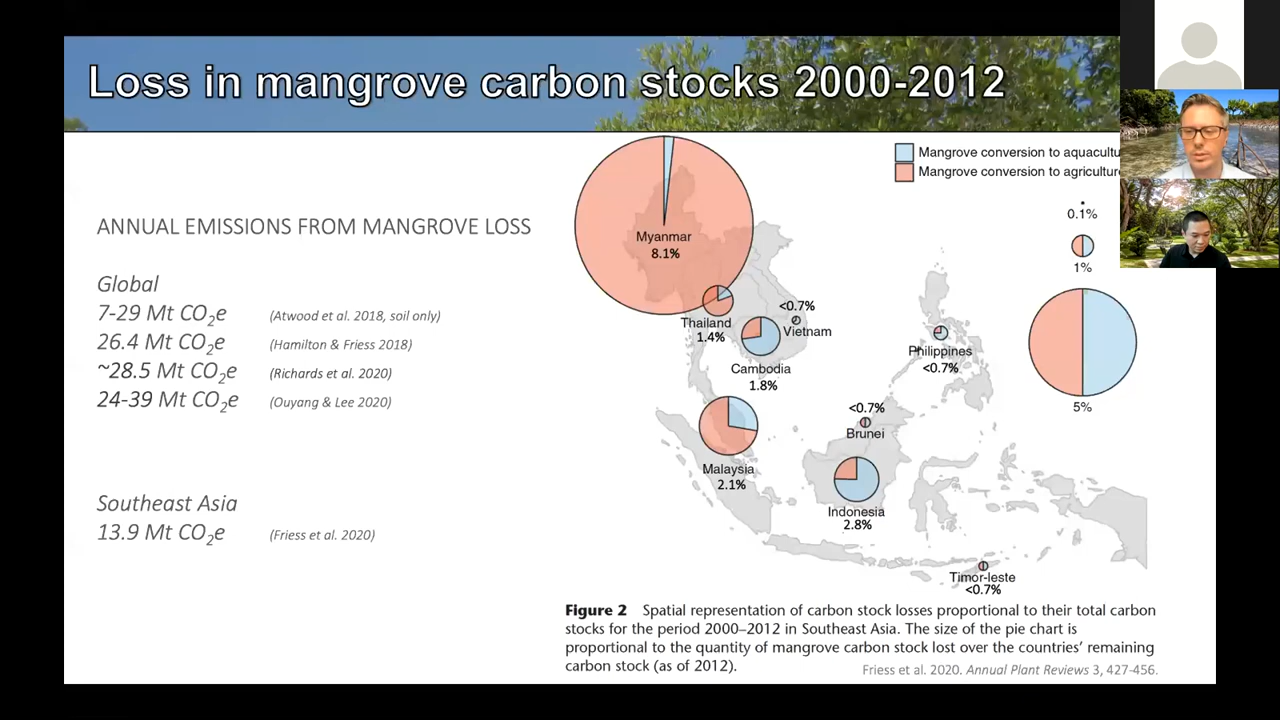 Loss in mangrove carbon stocks 2000-2012
ANNUAL EMISSIONS FROM MANGROVE LOSS
Global
7-29 Mt CO2e (Atwood et al. 2018, soil only)
26.4 Mt CO2e (Hamilton & Friess 2018)
~28.5 Mt CO2e (Richards et al. 2020)
24-39 Mt CO2e (Ouyang & Lee 2020)
Southeast Asia
13.9 Mt CO2e (Friess et al. 2020)
Mangrove conversion to aquacultu
Mangrove conversion to agriculture
0.1%
1%
5%
Myanmar
8.1%
Thailand
1.4%
<0.7%
Vietnam
Cambodia
1.8%
Philippines
<0.7%
Malaysia
2.1%
<0.7%
Brunei
Indonesia
2.8%
Timor-leste
<0.7%
Figure 2 Spatial representation of carbon stock losses proportional to their total carbon
stocks for the period 2000–2012 in Southeast Asia. The size of the pie chart is
proportional to the quantity of mangrove carbon stock lost over the countries' remaining
carbon stock (as of 2012).
Friess et al. 2020. Annual Plant Reviews 3, 427-456.